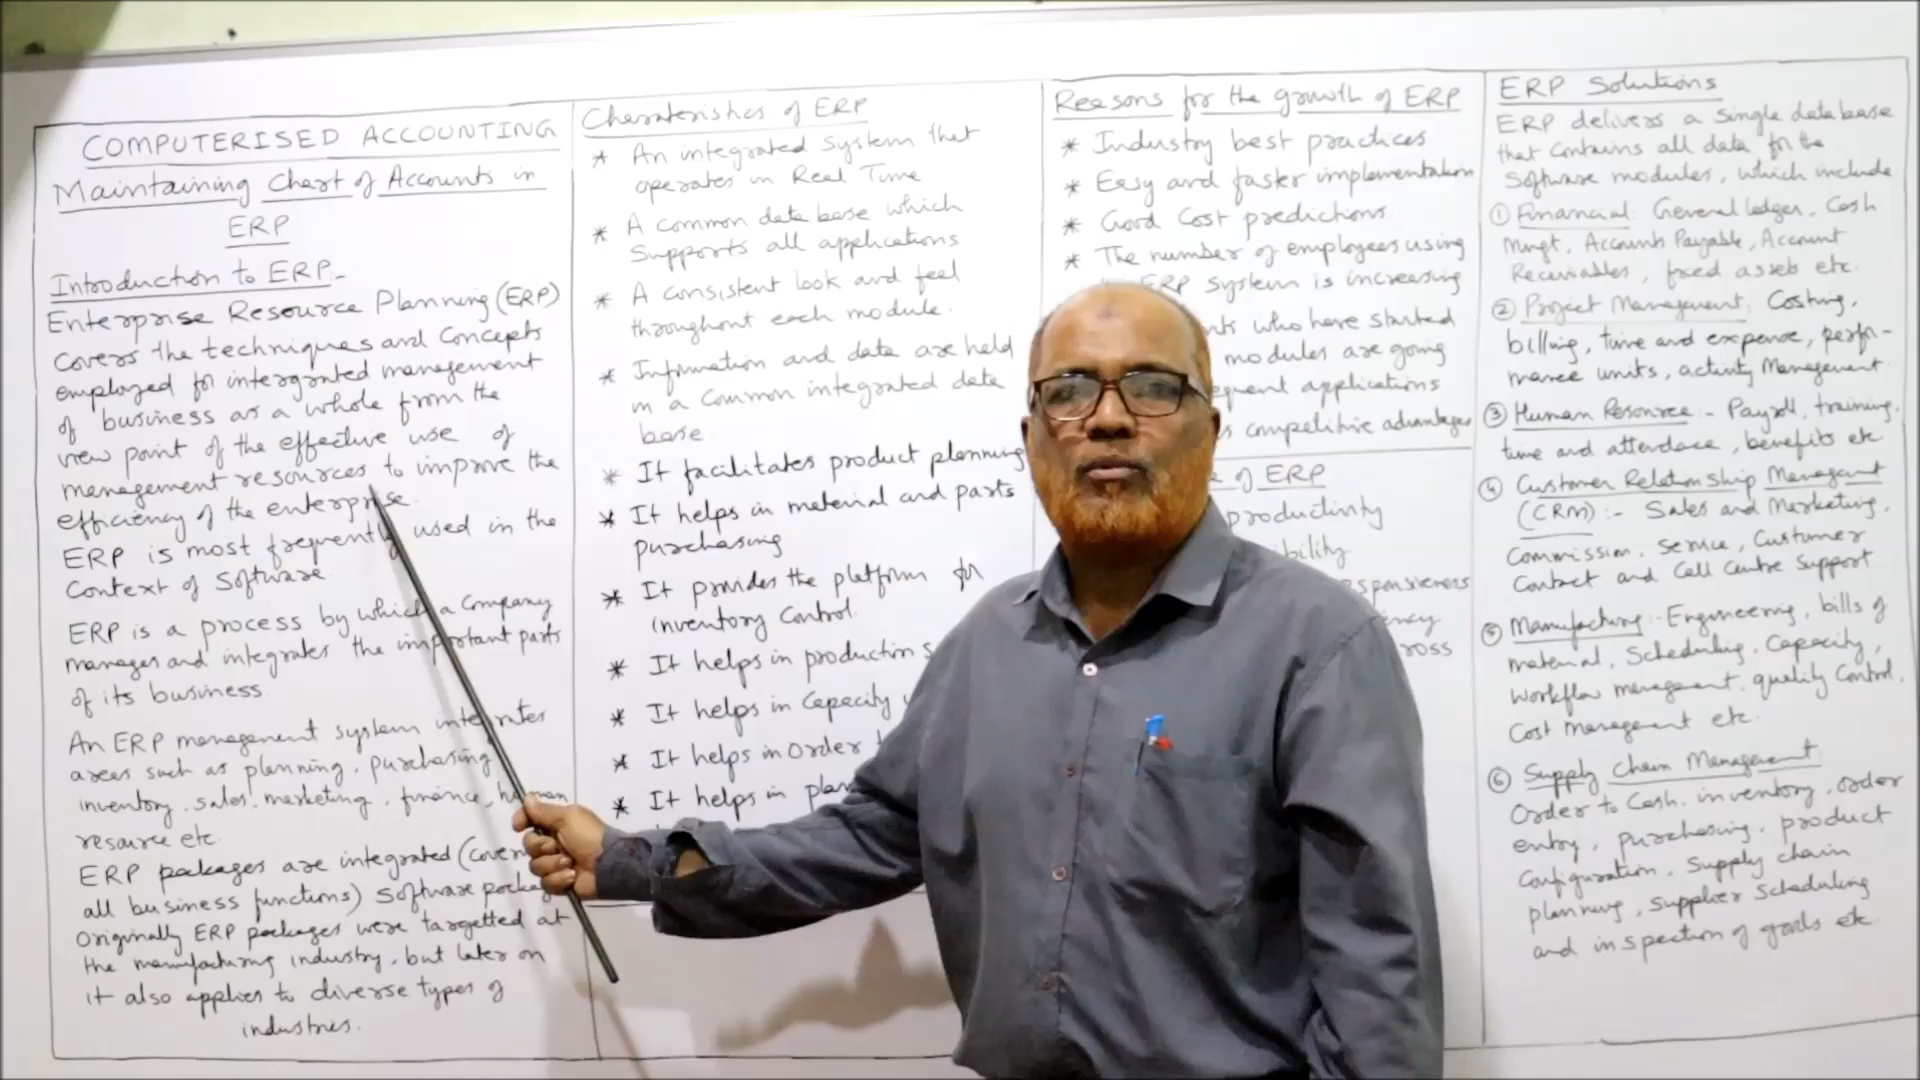 COMPUTERISED ACCOUNTING
Maintaining Chart of Accounts in
ERP
Introduction to ERP:-
Enterprise Resource Planning (ERP)
covers the techniques and concepts
employed for intergrated management
of business as a whole from the
view point of the effective use of
management resources to improve the
efficiency of the enterprise.
ERP is most frequently used in the
Context of Software.
ERP is a process by which a Company
manages and integrates the important parts
of its business.
An ERP management system integrates
areas such as planning, purchasing
inventory, sales, marketing, finance, human
resource etc.
ERP packages are integrated (covering
all business functions) software package
Originally ERP packages were targetted at
the manufacturing industry, but later on
it also applies to diverse types of
industries.
Charateristics of ERP
* An integrated system that
operates in Real Time
* A common data base which
Supports all applications
* A consistent look and feel
throughout each module.
* Information and data are held
in a common integrated data
base
* It facilitates product planning
* It helps in material and parts
purchasing
* It provides the platform for
inventory Control.
* It helps in production
* It helps in Capacity
* It helps in Order
* It helps in plan
Reasons for the growth of ERP
* Industry best practices
* Easy and faster implementation
* Good Cost predictions
* The number of employees using
ERP system is increasing
who have started
modules are going
applications
competitive advantages
of ERP
productivity
ERP Solutions
ERP delivers a single data base
that contains all data for the
Software modules, which include
① Financial: General ledger, Cash
Mngt, Accounts Payable, Account
Receivables, fixed assets etc.
② Project Management: Costing,
billing, time and expense, perfor-
mance units, activity Management.
③ Human Resource:- Payroll, training,
time and attendace, benefits etc.
④ Customer Relationship Managemant
(CRM):- Sales and Marketing,
Commission, Service, Customer
Contact and Call Centre Support
⑤ Manufacturing:- Engineering, bills of
material, Scheduling, Capacity,
Workflow management, quality Control,
Cost Management etc.
⑥ Supply Chain Management
Order to Cash, inventory, order
entry, purchasing, product
Configuration, Supply chain
planning, supplier scheduling
and inspection of goods etc.